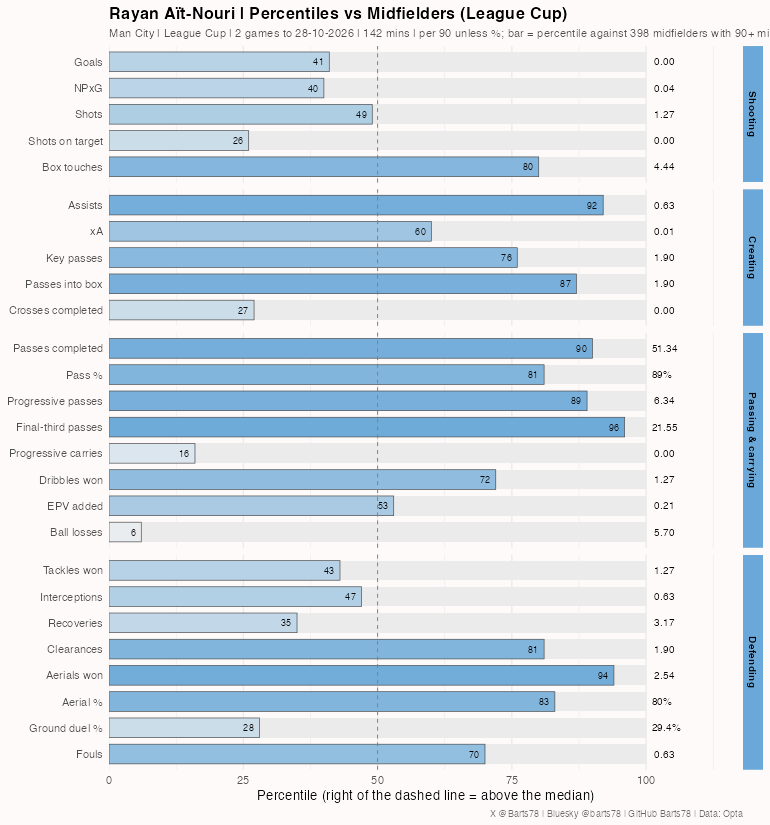 Rayan Aït-Nouri | Percentiles vs Midfielders (League Cup)
Man City | League Cup | 2 games to 28-10-2026 | 142 mins | per 90 unless %; bar = percentile against 398 midfielders with 90+ mi
Goals 41 0.00
NPxG 40 0.04
Shots 49 1.27
Shots on target 26 0.00
Box touches 80 4.44
Shooting
Assists 92 0.63
xA 60 0.01
Key passes 76 1.90
Passes into box 87 1.90
Crosses completed 27 0.00
Creating
Passes completed 90 51.34
Pass % 81 89%
Progressive passes 89 6.34
Final-third passes 96 21.55
Progressive carries 16 0.00
Dribbles won 72 1.27
EPV added 53 0.21
Ball losses 6 5.70
Passing & carrying
Tackles won 43 1.27
Interceptions 47 0.63
Recoveries 35 3.17
Clearances 81 1.90
Aerials won 94 2.54
Aerial % 83 80%
Ground duel % 28 29.4%
Fouls 70 0.63
Defending
0 25 50 75 100
Percentile (right of the dashed line = above the median)
X @Barts78 | Bluesky @barts78 | GitHub Barts78 | Data: Opta